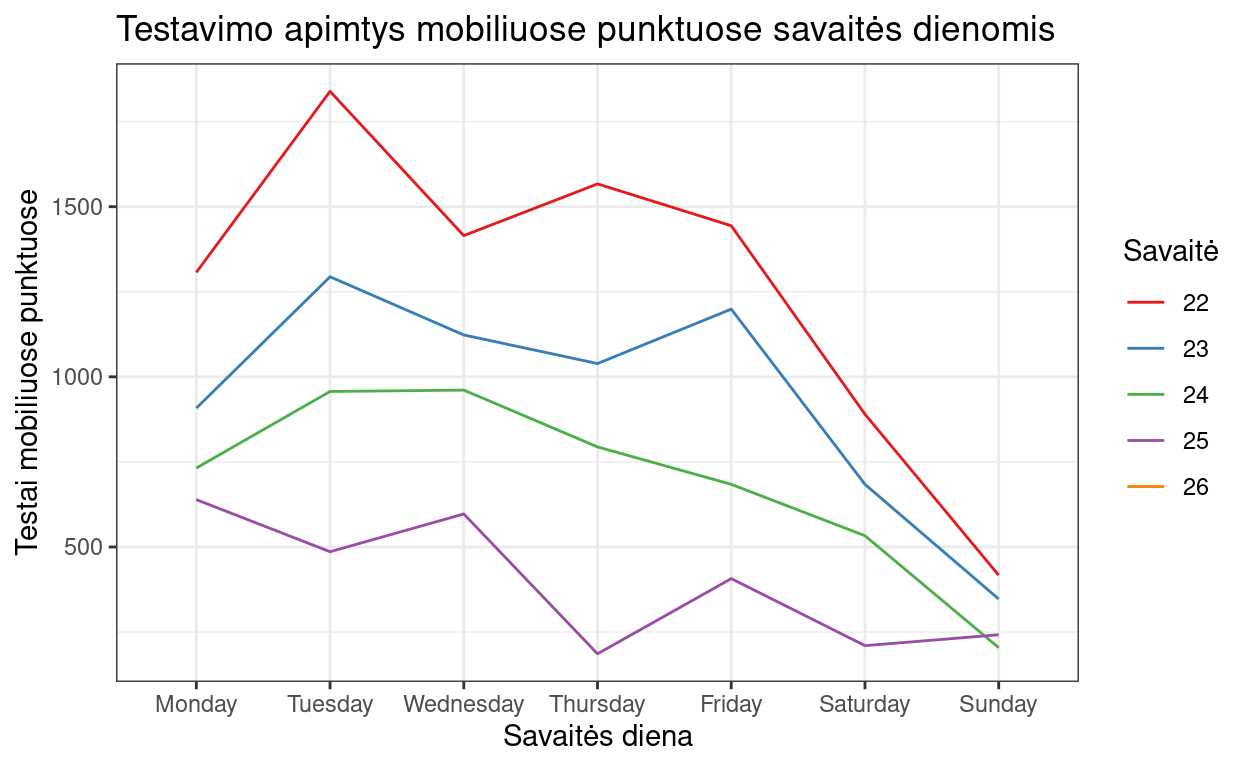 Testavimo apimtys mobiliuose punktuose savaitės dienomis
Testai mobiliuose punktuose
1500
1000
500
Monday Tuesday Wednesday Thursday Friday Saturday Sunday
Savaitės diena
Savaitė
22
23
24
25
26